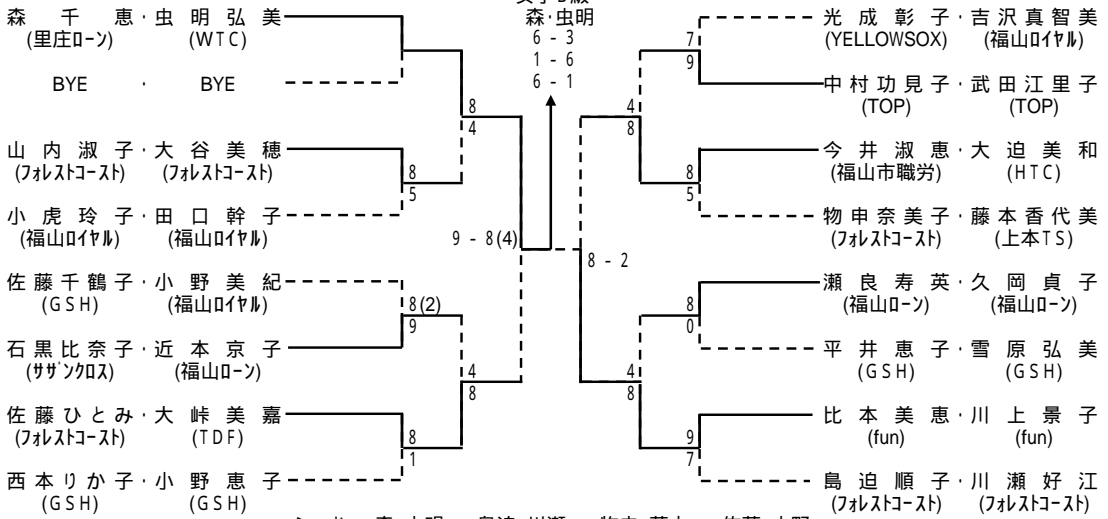 森・虫明
6 - 3
1 - 6
6 - 1
森 千 恵・虫 明 弘 美
(里庄ローン) (WTC)
BYE ・ BYE
8
4
山 内 淑 子・大 谷 美 穂
(フォレストコースト) (フォレストコースト)
8
5
小 虎 玲 子・田 口 幹 子
(福山ロイヤル) (福山ロイヤル)
9 - 8(4)
佐 藤 千 鶴 子・小 野 美 紀
(GSH) (福山ロイヤル)
8(2)
9
石 黒 比 奈 子・近 本 京 子
(サザンクロス) (福山ローン)
4
8
佐 藤 ひ と み・大 峠 美 嘉
(フォレストコースト) (TDF)
8
1
西 本 り か 子・小 野 恵 子
(GSH) (GSH)
光 成 彰 子・吉 沢 真 智 美
(YELLOWSOX) (福山ロイヤル)
7
9
中 村 功 見 子・武 田 江 里 子
(TOP) (TOP)
4
8
今 井 淑 恵・大 迫 美 和
(福山市職労) (HTC)
8
5
物 申 奈 美 子・藤 本 香 代 美
(フォレストコースト) (上本TS)
8 - 2
瀬 良 寿 英・久 岡 貞 子
(福山ローン) (福山ローン)
8
0
平 井 恵 子・雪 原 弘 美
(GSH) (GSH)
4
8
比 本 美 恵・川 上 景 子
(fun) (fun)
9
7
島 迫 順 子・川 瀬 好 江
(フォレストコースト) (フォレストコースト)